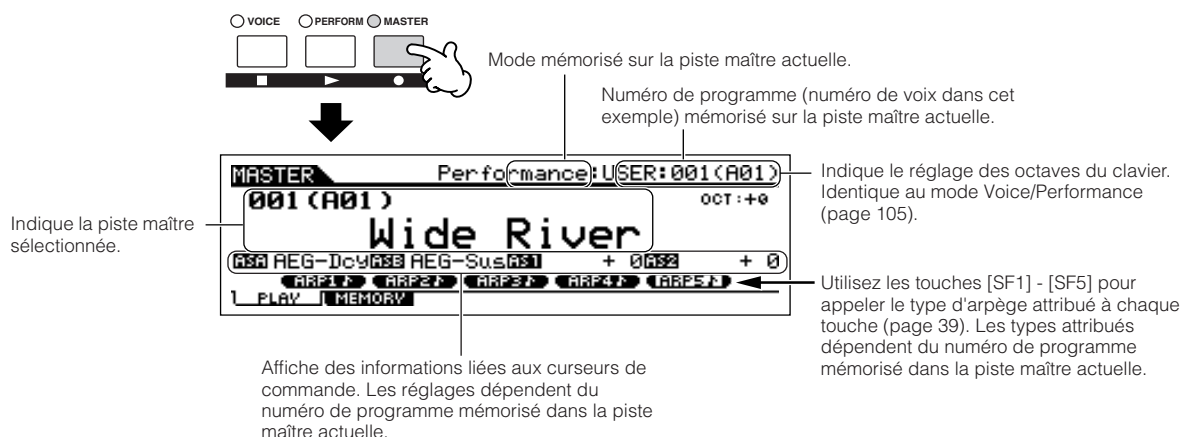 VOICE PERFORM MASTER
Mode mémorisé sur la piste maître actuelle.
Numéro de programme (numéro de voix dans cet
exemple) mémorisé sur la piste maître actuelle.
MASTER Performance:USER:001(A01)
001(A01) OCT:+0
Wide River
ASA AEG-Dcy ASB AEG-Sus AS1 + 0 AS2 + 0
ARP1♪ ARP2♪ ARP3♪ ARP4♪ ARP5♪
PLAY MEMORY
Indique la piste maître
sélectionnée.
Indique le réglage des octaves du clavier.
Identique au mode Voice/Performance
(page 105).
Utilisez les touches [SF1] - [SF5] pour
appeler le type d'arpège attribué à chaque
touche (page 39). Les types attribués
dépendent du numéro de programme
mémorisé dans la piste maître actuelle.
Affiche des informations liées aux curseurs de
commande. Les réglages dépendent du
numéro de programme mémorisé dans la piste
maître actuelle.